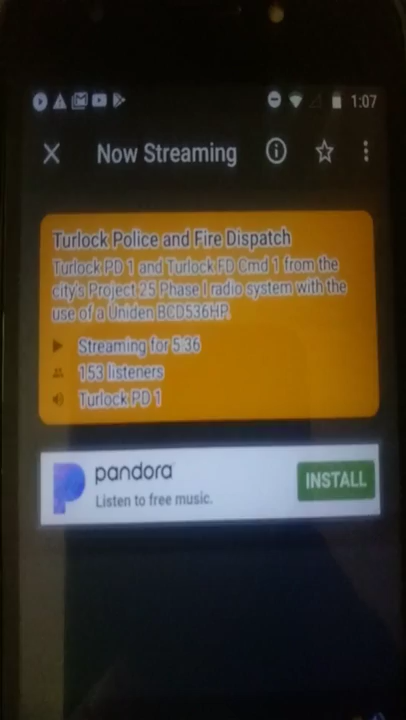 1:07
Now Streaming
Turlock Police and Fire Dispatch
Turlock PD 1 and Turlock FD Cmd 1 from the
city's Project 25 Phase I radio system with the
use of a Uniden BCD536HP.
Streaming for 5:36
153 listeners
Turlock PD 1
pandora
Listen to free music.
INSTALL